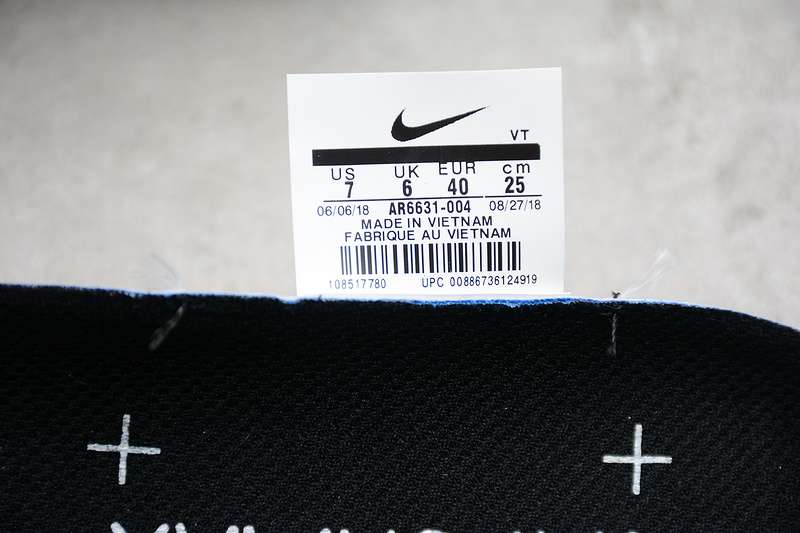 VT
US UK EUR cm
7 6 40 25
06/06/18 AR6631-004 08/27/18
MADE IN VIETNAM
FABRIQUE AU VIETNAM
108517780 UPC 00886736124919